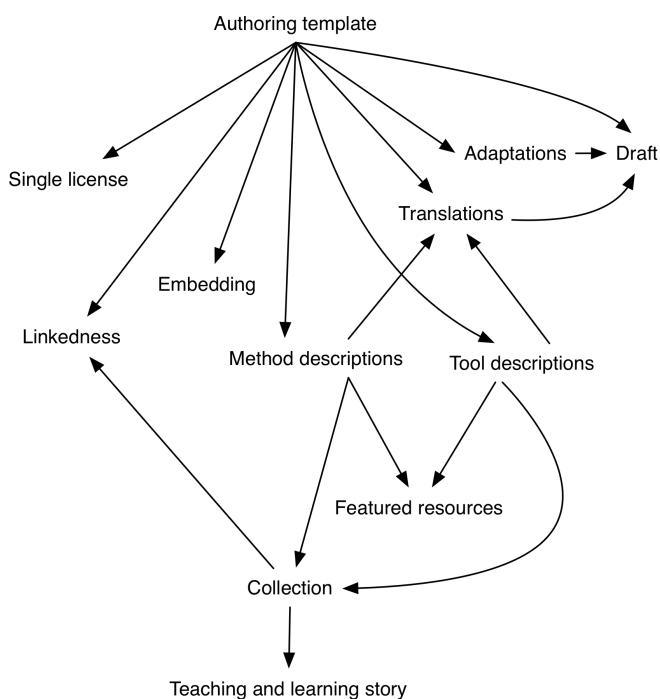 Authoring template
Adaptations
Draft
Single license
Translations
Embedding
Linkedness
Method descriptions
Tool descriptions
Featured resources
Collection
Teaching and learning story